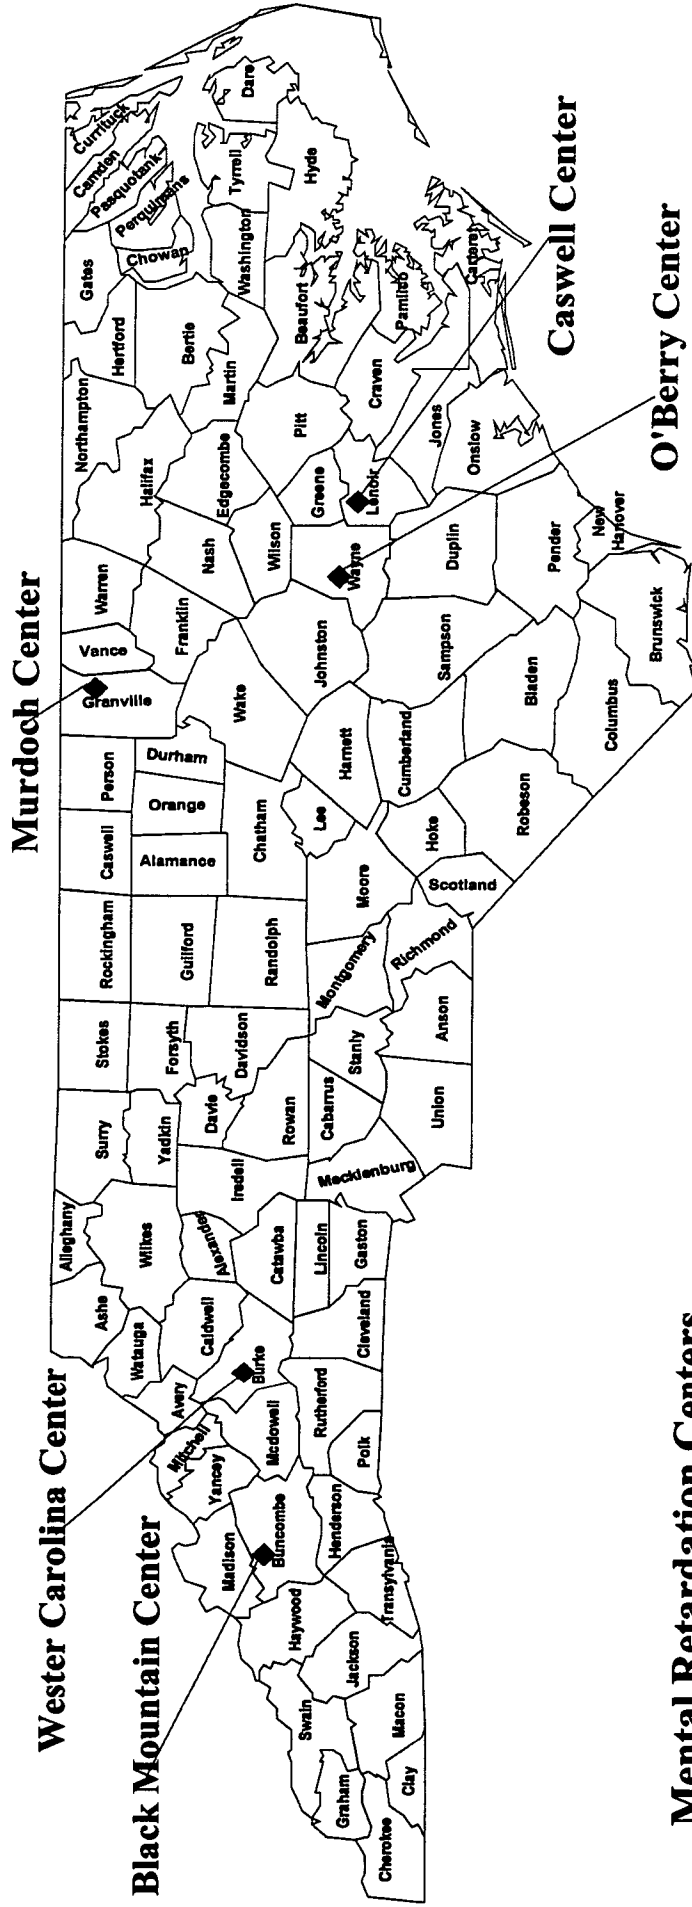 Murdoch Center
Wester Carolina Center
Black Mountain Center
Caswell Center
O'Berry Center
Currituck
Camden
Pasquotank
Perquimans
Chowan
Gates
Hertford
Northampton
Halifax
Bertie
Martin
Washington
Tyrrell
Dare
Hyde
Beaufort
Pamlico
Carteret
Craven
Pitt
Edgecombe
Greene
Lenoir
Jones
Onslow
Warren
Vance
Granville
Franklin
Nash
Wilson
Wayne
Duplin
Pender
New
Hanover
Brunswick
Columbus
Bladen
Sampson
Johnston
Wake
Person
Durham
Orange
Caswell
Alamance
Chatham
Lee
Harnett
Cumberland
Hoke
Robeson
Scotland
Moore
Rockingham
Guilford
Randolph
Montgomery
Richmond
Stokes
Forsyth
Davidson
Stanly
Anson
Surry
Yadkin
Davie
Rowan
Cabarrus
Union
Iredell
Mecklenburg
Alleghany
Wilkes
Alexander
Catawba
Lincoln
Gaston
Ashe
Watauga
Caldwell
Burke
Cleveland
Avery
Mitchell
Yancey
Mcdowell
Rutherford
Polk
Madison
Buncombe
Henderson
Transylvania
Haywood
Jackson
Swain
Macon
Graham
Clay
Cherokee
Mental Retardation Centers